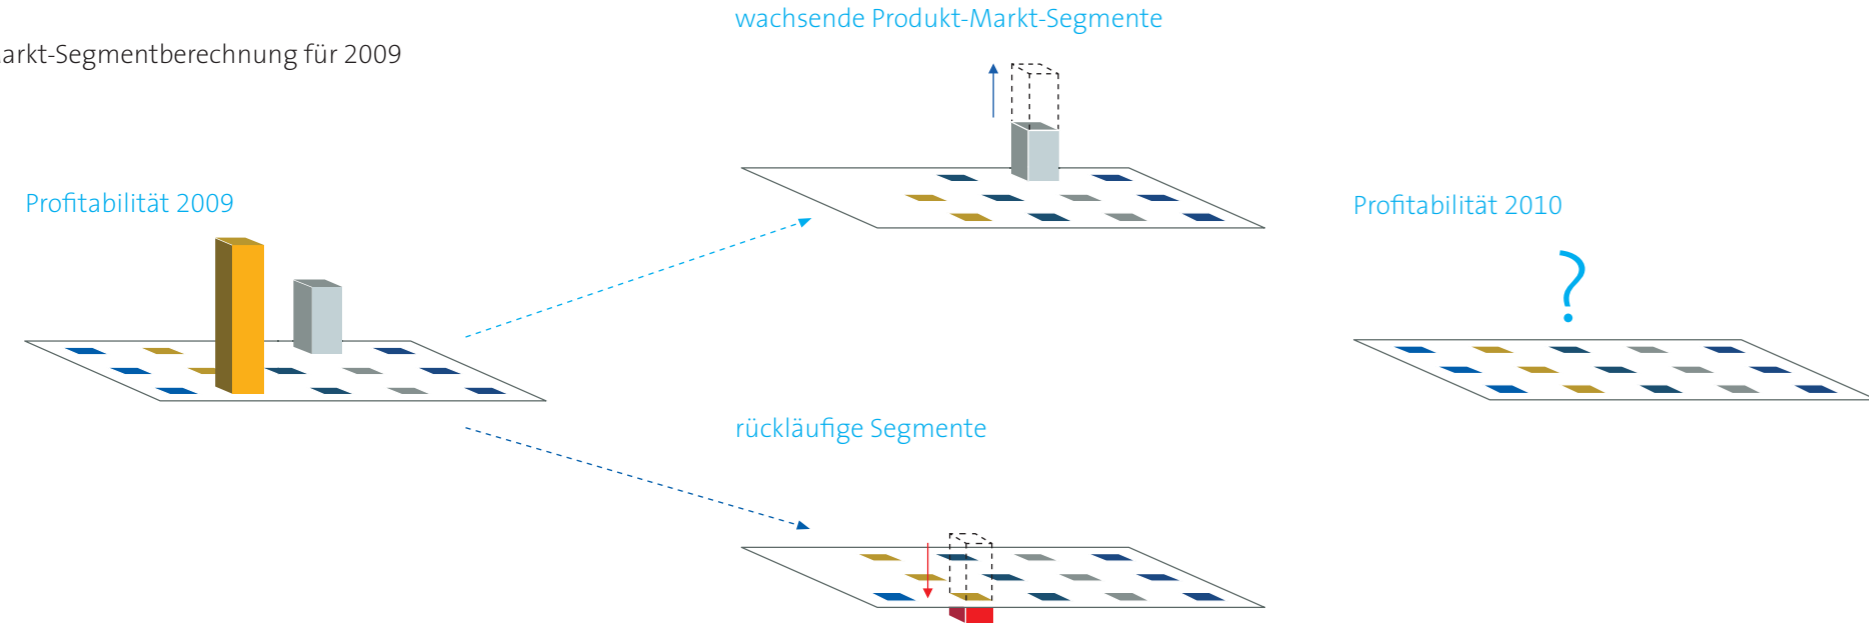 wachsende Produkt-Markt-Segmente
arkt-Segmentberechnung für 2009
Profitabilität 2009
Profitabilität 2010
?
rückläufige Segmente